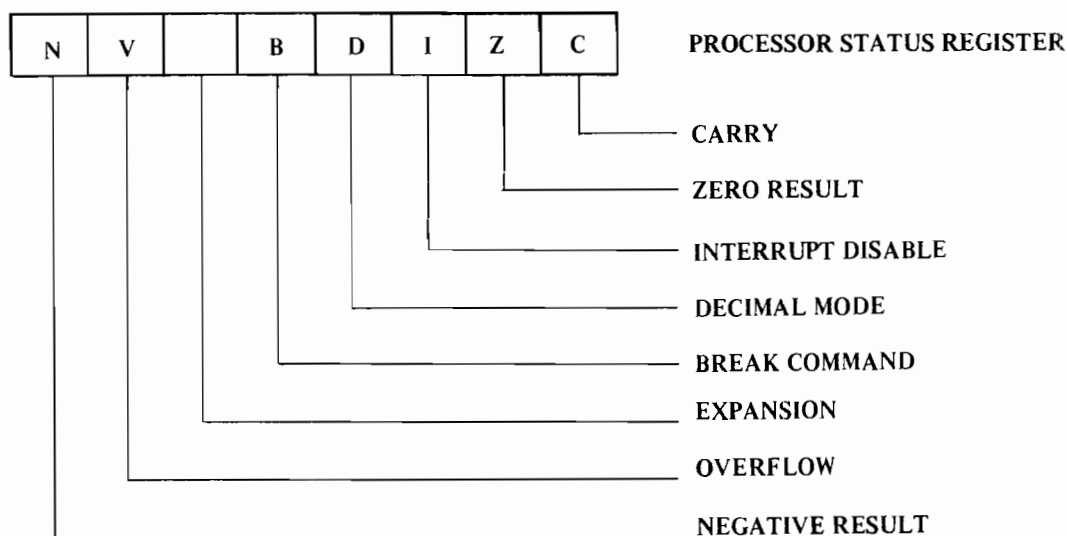 N V B D I Z C PROCESSOR STATUS REGISTER
CARRY
ZERO RESULT
INTERRUPT DISABLE
DECIMAL MODE
BREAK COMMAND
EXPANSION
OVERFLOW
NEGATIVE RESULT